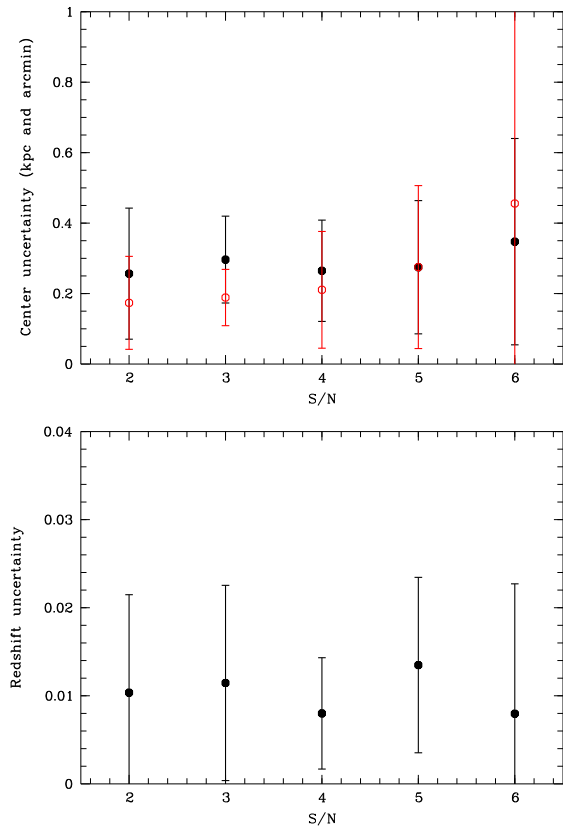 1
0.8
0.6
0.4
0.2
0
Center uncertainty (kpc and arcmin)
2 3 4 5 6
S/N
0.04
0.03
0.02
0.01
0
Redshift uncertainty
2 3 4 5 6
S/N